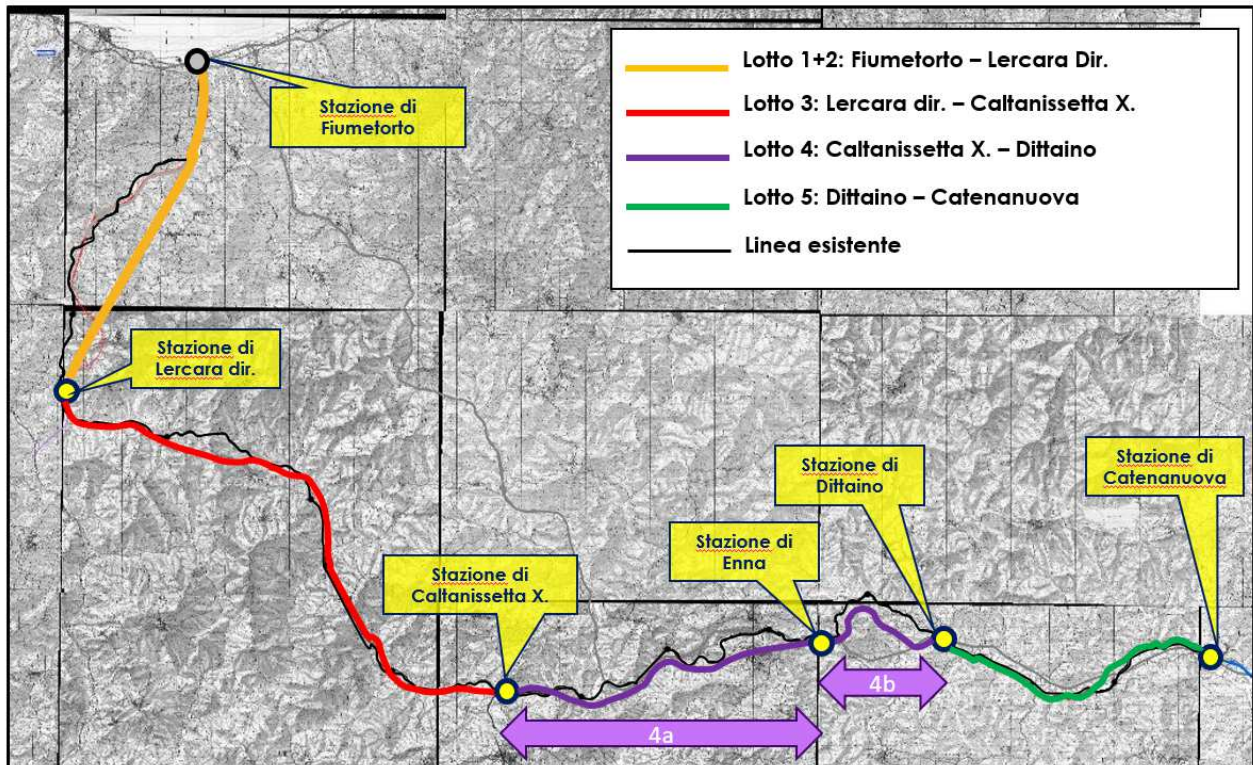 Stazione di
Fiumetorto
Lotto 1+2: Fiumetorto – Lercara Dir.
Lotto 3: Lercara dir. – Caltanissetta X.
Lotto 4: Caltanissetta X. – Dittaino
Lotto 5: Dittaino – Catenanuova
Linea esistente
Stazione di
Lercara dir.
Stazione di
Dittaino
Stazione di
Catenanuova
Stazione di
Enna
Stazione di
Caltanissetta X.
4b
4a